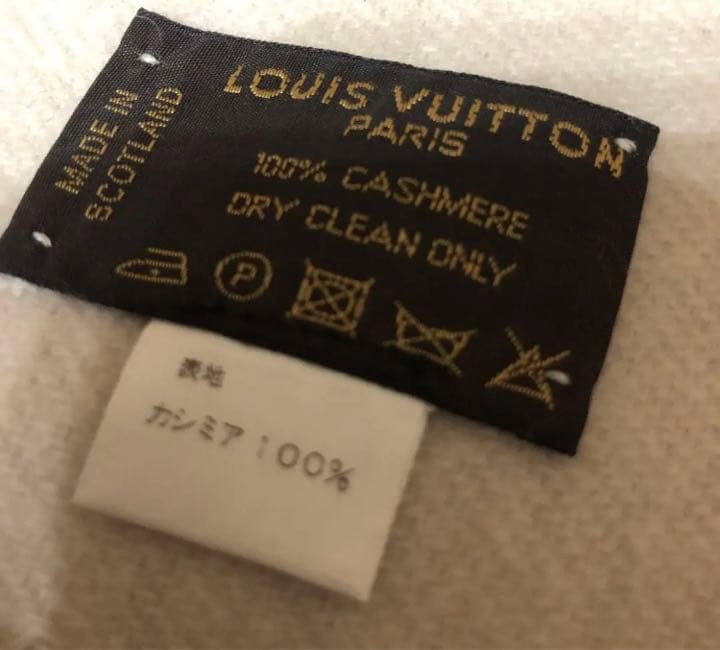 LOUIS VUITTON
PARIS
100% CASHMERE
DRY CLEAN ONLY
MADE IN
SCOTLAND
P
表地
カシミア 100%